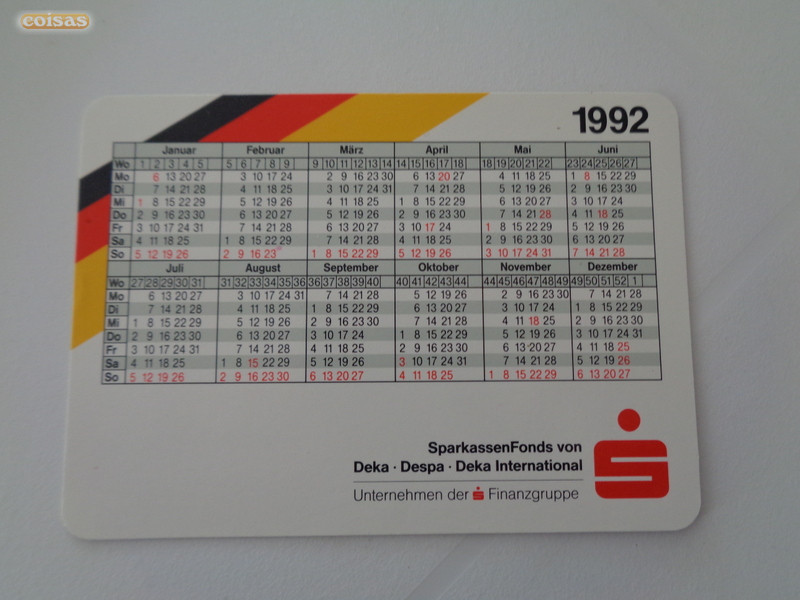 coisas
1992
Januar Februar März April Mai Juni
Wo 1 2 3 4 5 5 6 7 8 9 9 10 11 12 13 14 14 15 16 17 18 18 19 20 21 22 23 24 25 26 27
Mo 6 13 20 27 3 10 17 24 2 9 16 23 30 6 13 20 27 4 11 18 25 1 8 15 22 29
Di 7 14 21 28 4 11 18 25 3 10 17 24 31 7 14 21 28 5 12 19 26 2 9 16 23 30
Mi 1 8 15 22 29 5 12 19 26 4 11 18 25 1 8 15 22 29 6 13 20 27 3 10 17 24
Do 2 9 16 23 30 6 13 20 27 5 12 19 26 2 9 16 23 30 7 14 21 28 4 11 18 25
Fr 3 10 17 24 31 7 14 21 28 6 13 20 27 3 10 17 24 1 8 15 22 29 5 12 19 26
Sa 4 11 18 25 1 8 15 22 29 7 14 21 28 4 11 18 25 2 9 16 23 30 6 13 20 27
So 5 12 19 26 2 9 16 23 1 8 15 22 29 5 12 19 26 3 10 17 24 31 7 14 21 28
Juli August September Oktober November Dezember
Wo 27 28 29 30 31 31 32 33 34 35 36 36 37 38 39 40 40 41 42 43 44 44 45 46 47 48 49 49 50 51 52 1
Mo 6 13 20 27 3 10 17 24 31 7 14 21 28 5 12 19 26 2 9 16 23 30 7 14 21 28
Di 7 14 21 28 4 11 18 25 1 8 15 22 29 6 13 20 27 3 10 17 24 1 8 15 22 29
Mi 1 8 15 22 29 5 12 19 26 2 9 16 23 30 7 14 21 28 4 11 18 25 2 9 16 23 30
Do 2 9 16 23 30 6 13 20 27 3 10 17 24 1 8 15 22 29 5 12 19 26 3 10 17 24 31
Fr 3 10 17 24 31 7 14 21 28 4 11 18 25 2 9 16 23 30 6 13 20 27 4 11 18 25
Sa 4 11 18 25 1 8 15 22 29 5 12 19 26 3 10 17 24 31 7 14 21 28 5 12 19 26
So 5 12 19 26 2 9 16 23 30 6 13 20 27 4 11 18 25 1 8 15 22 29 6 13 20 27
SparkassenFonds von
Deka · Despa · Deka International
Unternehmen der Finanzgruppe